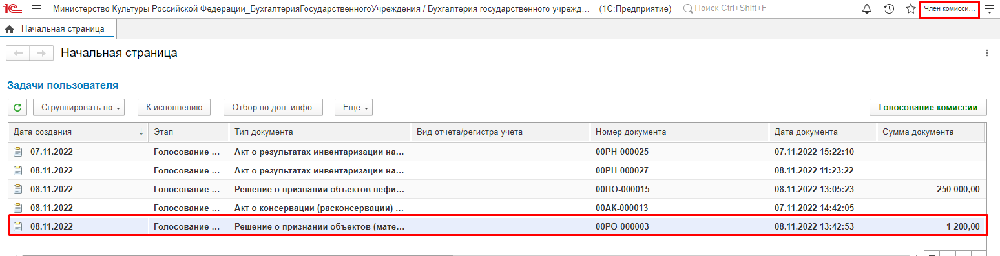 1С Министерство Культуры Российской Федерации_БухгалтерияГосударственногоУчреждения / Бухгалтерия государственного учрежд... (1С:Предприятие) Поиск Ctrl+Shift+F Член комисси...
Начальная страница
Начальная страница
Задачи пользователя
Сгруппировать по К исполнению Отбор по доп. инфо. Еще Голосование комиссии
Дата создания ↓ Этап Тип документа Вид отчета/регистра учета Номер документа Дата документа Сумма документа
07.11.2022 Голосование ... Акт о результатах инвентаризации на... 00РН-000025 07.11.2022 15:22:10
08.11.2022 Голосование ... Акт о результатах инвентаризации на... 00РН-000027 08.11.2022 11:23:22
08.11.2022 Голосование ... Решение о признании объектов нефи... 00ПО-000015 08.11.2022 13:05:23 250 000,00
08.11.2022 Голосование ... Акт о консервации (расконсервации) ... 00АК-000013 07.11.2022 14:42:05
08.11.2022 Голосование ... Решение о признании объектов (мате... 00РО-000003 08.11.2022 13:42:53 1 200,00